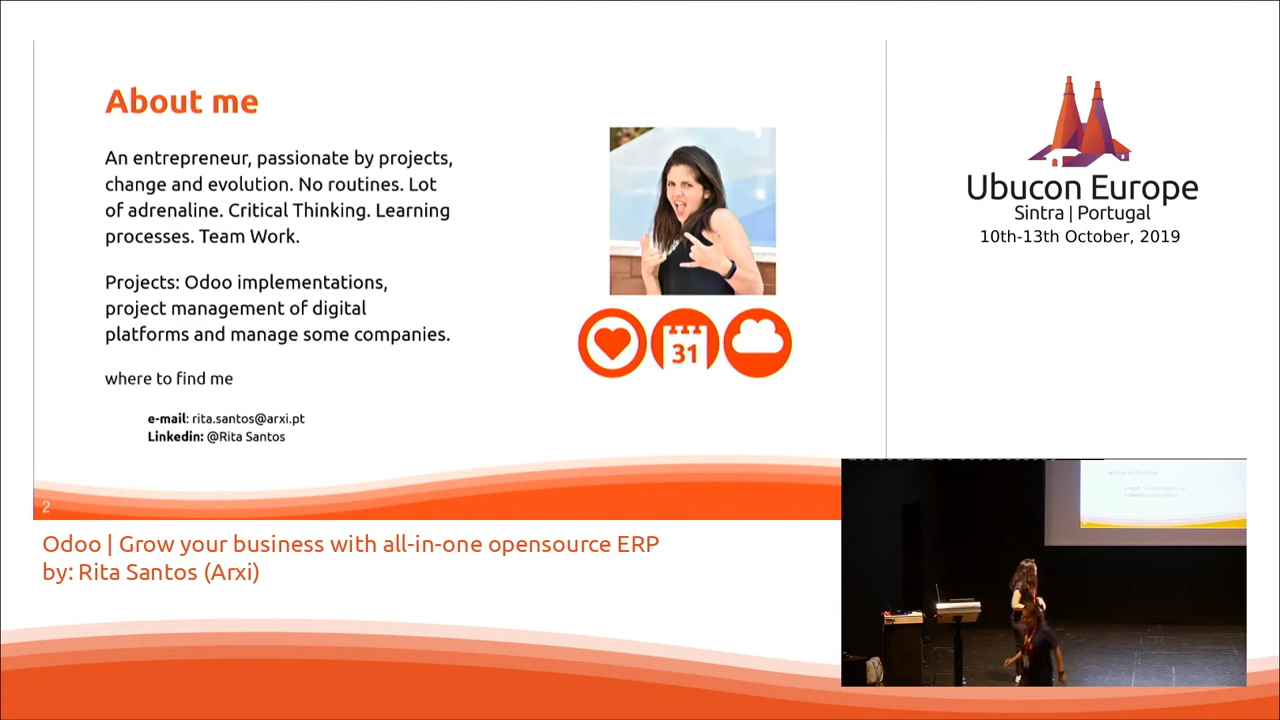 About me
An entrepreneur, passionate by projects,
change and evolution. No routines. Lot
of adrenaline. Critical Thinking. Learning
processes. Team Work.
Projects: Odoo implementations,
project management of digital
platforms and manage some companies.
where to find me
e-mail: rita.santos@arxi.pt
Linkedin: @Rita Santos
31
2
Ubucon Europe
Sintra | Portugal
10th-13th October, 2019
Odoo | Grow your business with all-in-one opensource ERP
by: Rita Santos (Arxi)